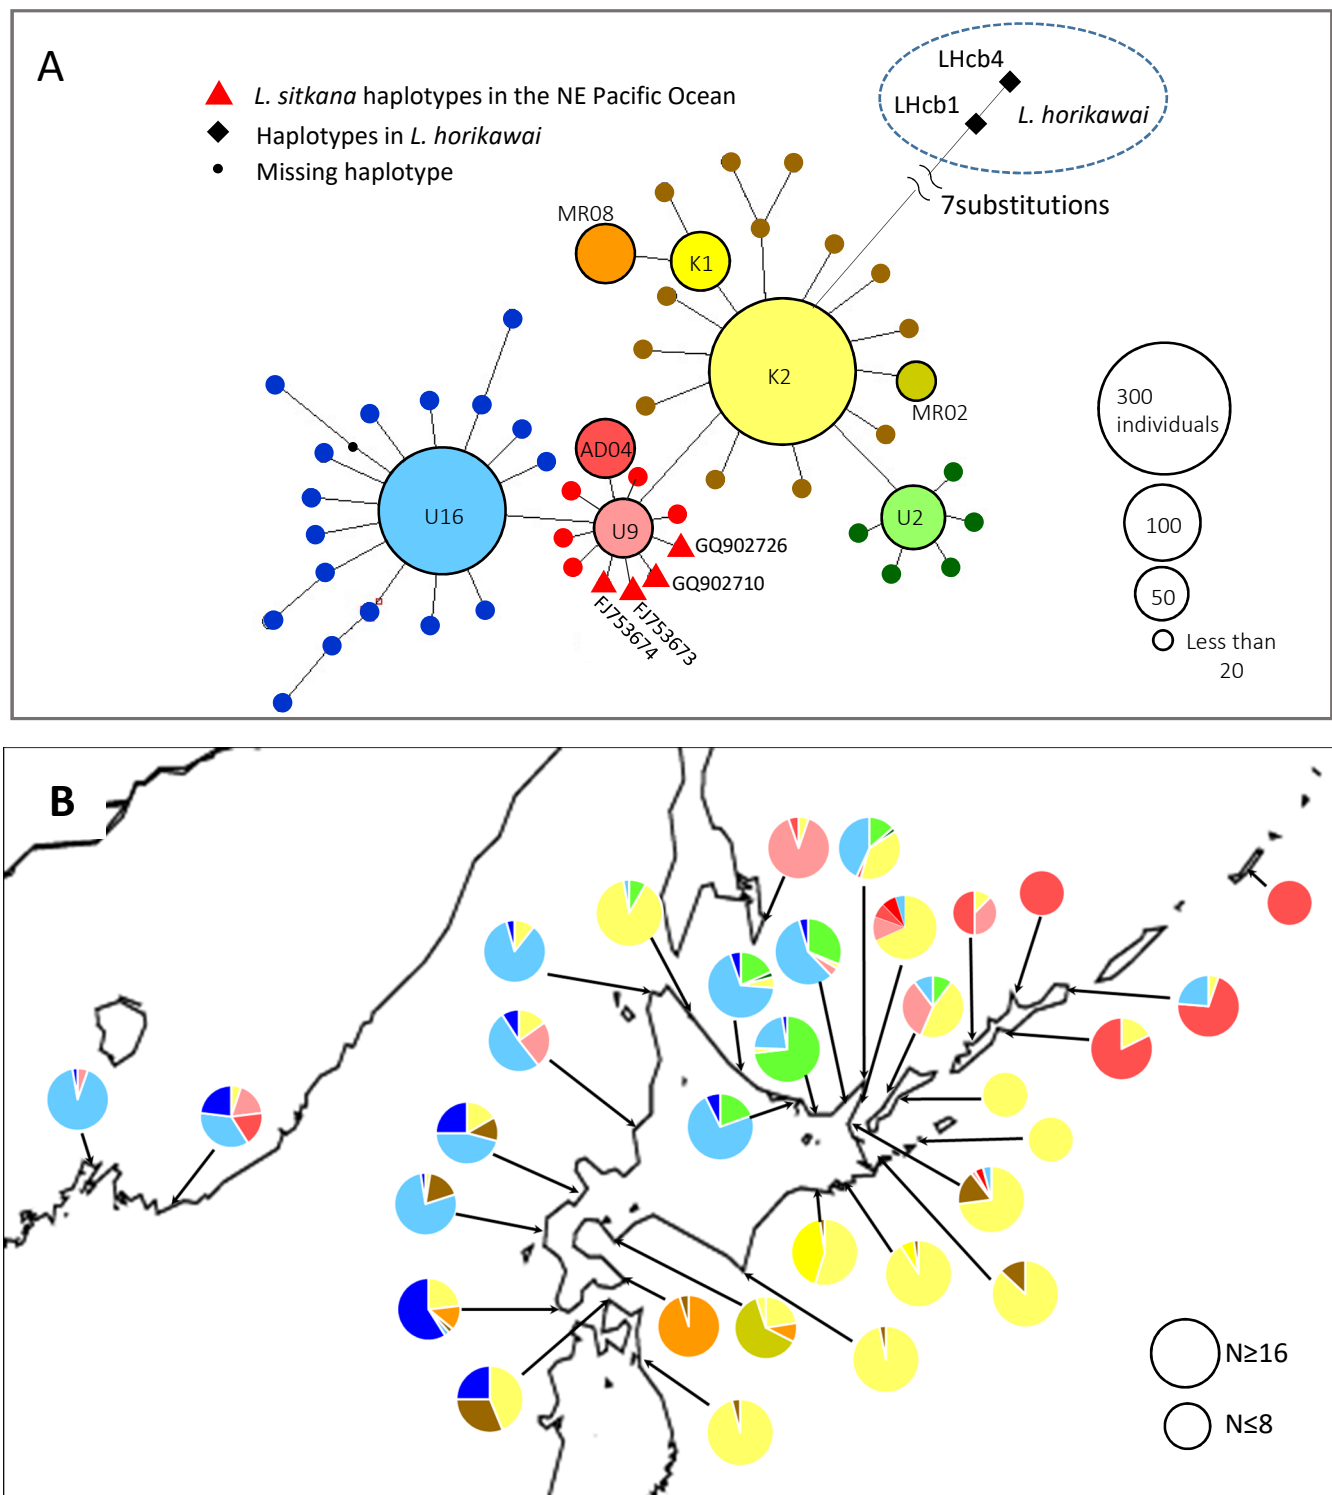 A
L. sitkana haplotypes in the NE Pacific Ocean
Haplotypes in L. horikawai
Missing haplotype
LHcb4
LHcb1
L. horikawai
7substitutions
MR08
K1
K2
MR02
300
individuals
AD04
U16
U9
U2
100
GQ902726
GQ902710
FJ753673
FJ753674
50
Less than
20
B
N≥16
N≤8